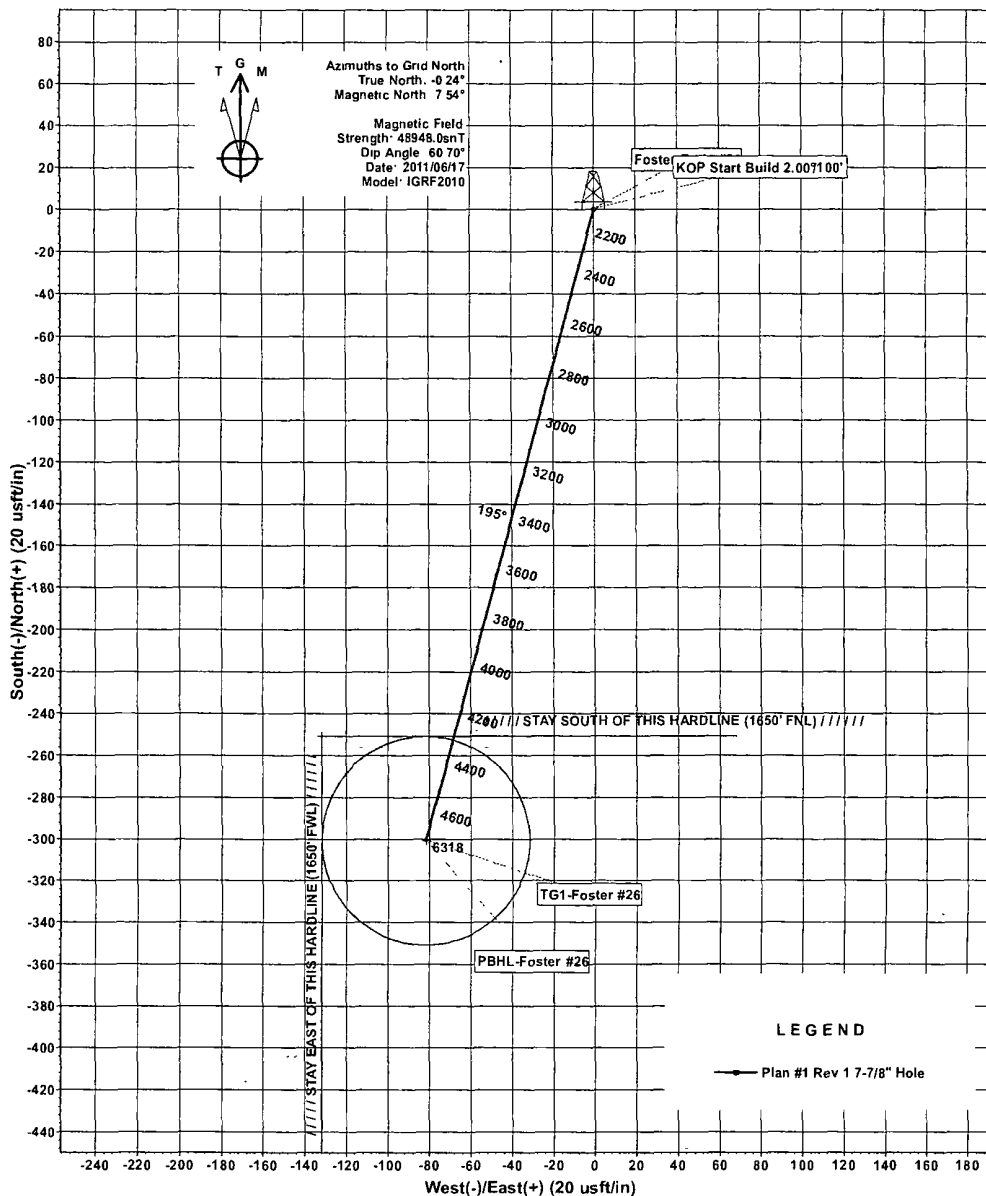 T G M
Azimuths to Grid North
True North. -0 24°
Magnetic North 7 54°
Magnetic Field
Strength· 48948.0snT
Dip Angle 60 70°
Date· 2011/06/17
Model· IGRF2010
Foster
KOP Start Build 2.00?100'
80
60
40
20
0
-20
-40
-60
-80
-100
-120
-140
-160
-180
-200
-220
-240
-260
-280
-300
-320
-340
-360
-380
-400
-420
-440
South(-)/North(+) (20 usft/in)
2200
2400
2600
2800
3000
3200
195°
3400
3600
3800
4000
4200
/ / / / STAY SOUTH OF THIS HARDLINE (1650' FNL) / / / / / /
4400
4600
6318
TG1-Foster #26
PBHL-Foster #26
/ / / / / STAY EAST OF THIS HARDLINE (1650' FWL) / / / / / /
LEGEND
Plan #1 Rev 1 7-7/8" Hole
-240 -220 -200 -180 -160 -140 -120 -100 -80 -60 -40 -20 0 20 40 60 80 100 120 140 160 180
West(-)/East(+) (20 usft/in)